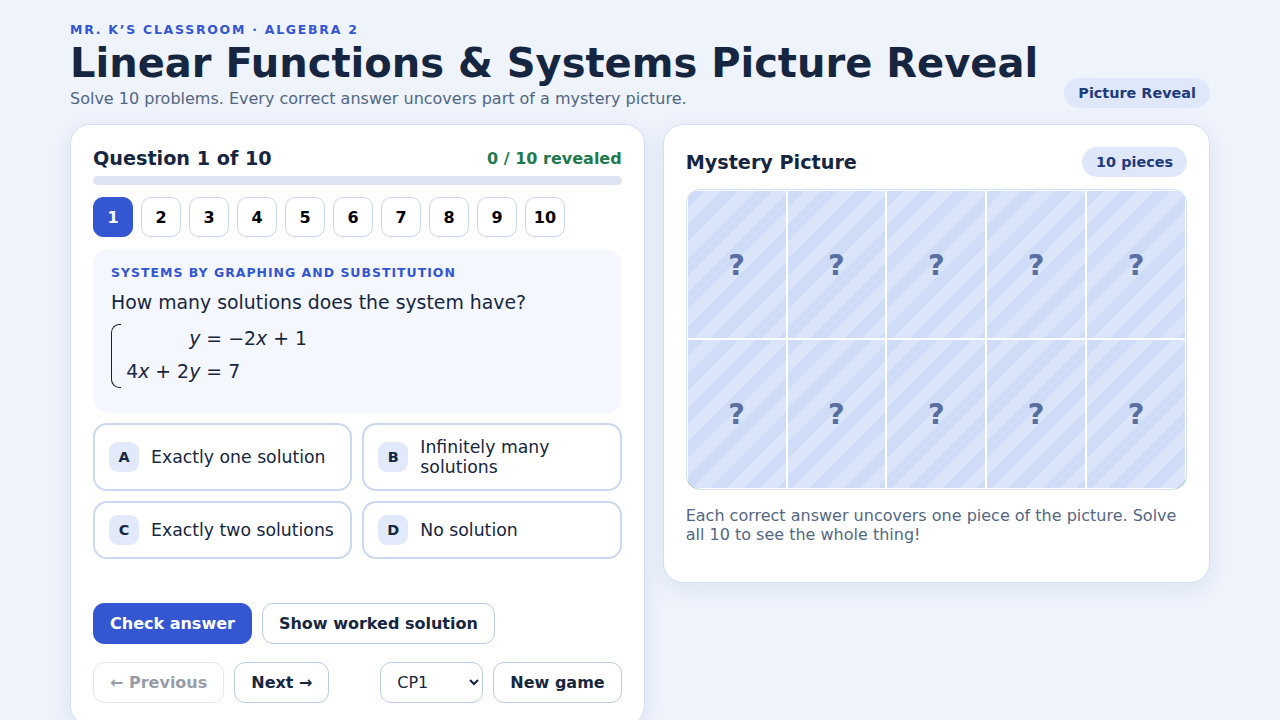 MR. K’S CLASSROOM · ALGEBRA 2
Linear Functions & Systems Picture Reveal
Solve 10 problems. Every correct answer uncovers part of a mystery picture.
Picture Reveal
Question 1 of 10
0 / 10 revealed
1 2 3 4 5 6 7 8 9 10
SYSTEMS BY GRAPHING AND SUBSTITUTION
How many solutions does the system have?
y = −2x + 1
4x + 2y = 7
A Exactly one solution
B Infinitely many
solutions
C Exactly two solutions
D No solution
Check answer
Show worked solution
← Previous
Next →
CP1
New game
Mystery Picture
10 pieces
? ? ? ? ?
? ? ? ? ?
Each correct answer uncovers one piece of the picture. Solve
all 10 to see the whole thing!